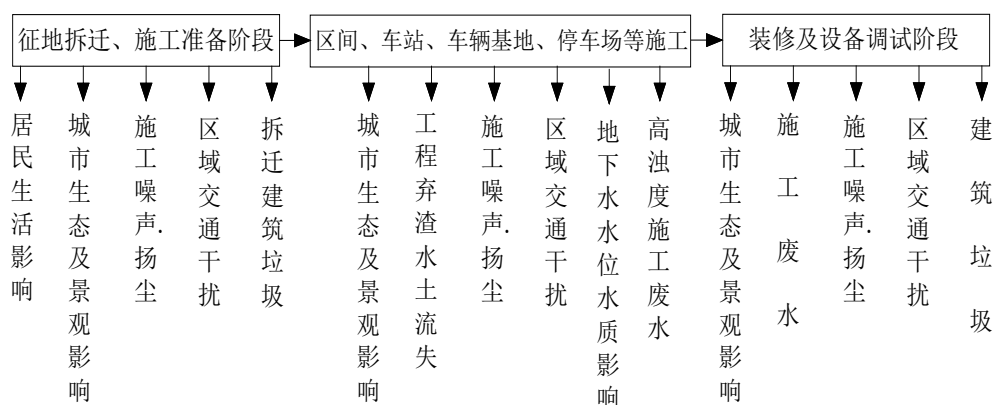 征地拆迁、施工准备阶段
区间、车站、车辆基地、停车场等施工
装修及设备调试阶段
居民生活影响
城市生态及景观影响
施工噪声.扬尘
区域交通干扰
拆迁建筑垃圾
城市生态及景观影响
工程弃渣水土流失
施工噪声.扬尘
区域交通干扰
地下水水位水质影响
高浊度施工废水
城市生态及景观影响
施工废水
施工噪声.扬尘
区域交通干扰
建筑垃圾